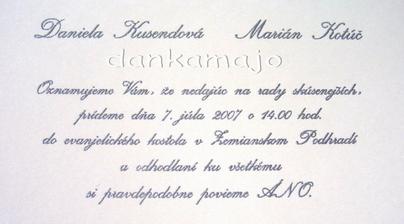 Daniela Kusendová Marián Kotúč
dankamajo
Oznamujeme Vám, že nedajúc na rady skúsenejších,
prídeme dňa 7. júla 2007 o 14.00 hod.
do evanjelického kostola v Zemianskom Podhradí
a odhodlaní ku všetkému
si pravdepodobne povieme ÁNO.